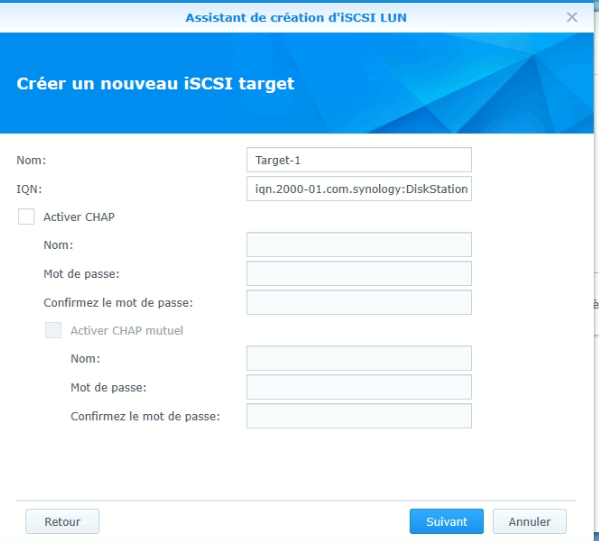 Assistant de création d'iSCSI LUN
Créer un nouveau iSCSI target
Nom: Target-1
IQN: iqn.2000-01.com.synology:DiskStation
Activer CHAP
Nom:
Mot de passe:
Confirmez le mot de passe:
Activer CHAP mutuel
Nom:
Mot de passe:
Confirmez le mot de passe:
Retour Suivant Annuler